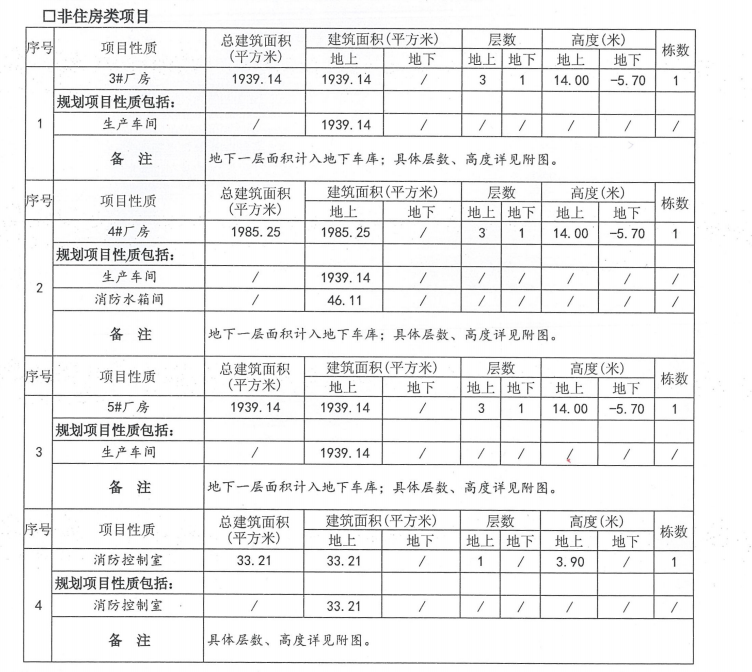 □非住房类项目
序号 项目性质 总建筑面积(平方米) 建筑面积(平方米) 层数 高度(米) 栋数
地上 地下 地上 地下 地上 地下
1 3#厂房 1939.14 1939.14 / 3 1 14.00 -5.70 1
规划项目性质包括:
生产车间 / 1939.14 / / / / / /
备 注 地下一层面积计入地下车库；具体层数、高度详见附图。
序号 项目性质 总建筑面积(平方米) 建筑面积(平方米) 层数 高度(米) 栋数
地上 地下 地上 地下 地上 地下
2 4#厂房 1985.25 1985.25 / 3 1 14.00 -5.70 1
规划项目性质包括:
生产车间 / 1939.14 / / / / / /
消防水箱间 / 46.11 / / / / / /
备 注 地下一层面积计入地下车库；具体层数、高度详见附图。
序号 项目性质 总建筑面积(平方米) 建筑面积(平方米) 层数 高度(米) 栋数
地上 地下 地上 地下 地上 地下
3 5#厂房 1939.14 1939.14 / 3 1 14.00 -5.70 1
规划项目性质包括:
生产车间 / 1939.14 / / / / / /
备 注 地下一层面积计入地下车库；具体层数、高度详见附图。
序号 项目性质 总建筑面积(平方米) 建筑面积(平方米) 层数 高度(米) 栋数
地上 地下 地上 地下 地上 地下
4 消防控制室 33.21 33.21 / 1 / 3.90 / 1
规划项目性质包括:
消防控制室 / 33.21 / / / / / /
备 注 具体层数、高度详见附图。